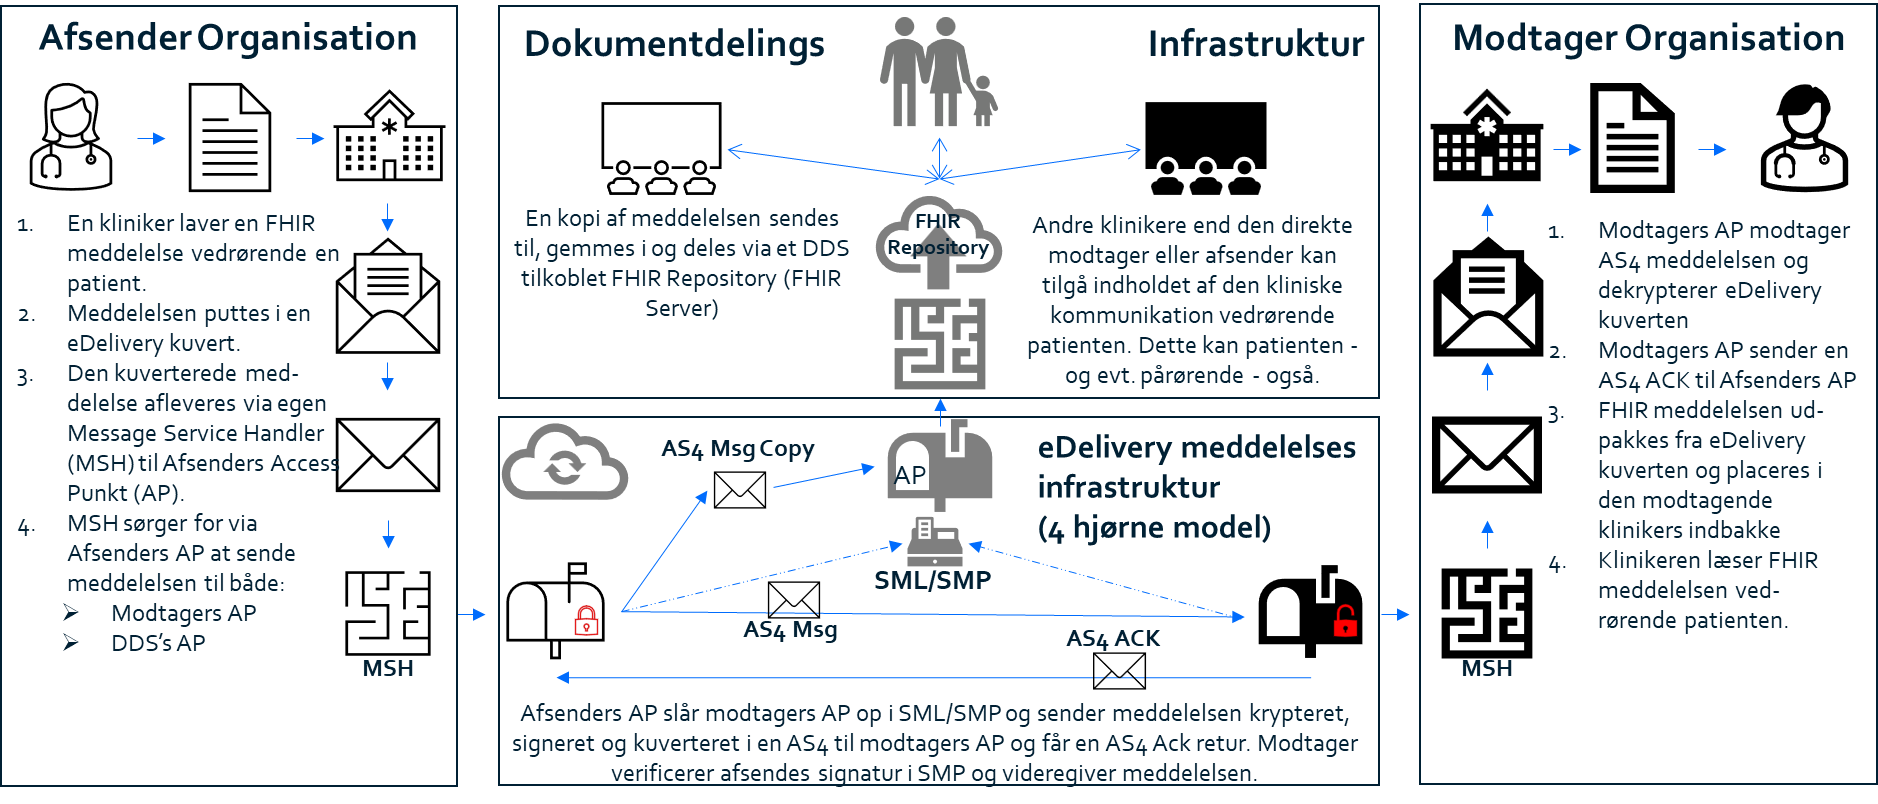 Afsender Organisation
1. En kliniker laver en FHIR
meddelelse vedrørende en
patient.
2. Meddelelsen puttes i en
eDelivery kuvert.
3. Den kuverterede med-
delelse afleveres via egen
Message Service Handler
(MSH) til Afsenders Access
Punkt (AP).
4. MSH sørger for via
Afsenders AP at sende
meddelelsen til både:
➢ Modtagers AP
➢ DDS's AP
MSH
Dokumentdelings Infrastruktur
En kopi af meddelelsen sendes
til, gemmes i og deles via et DDS
tilkoblet FHIR Repository (FHIR
Server)
FHIR
Repository
Andre klinikere end den direkte
modtager eller afsender kan
tilgå indholdet af den kliniske
kommunikation vedrørende
patienten. Dette kan patienten -
og evt. pårørende - også.
eDelivery meddelelses
infrastruktur
(4 hjørne model)
AS4 Msg Copy
AP
SML/SMP
AS4 Msg
AS4 ACK
Afsenders AP slår modtagers AP op i SML/SMP og sender meddelelsen krypteret,
signeret og kuverteret i en AS4 til modtagers AP og får en AS4 Ack retur. Modtager
verificerer afsendes signatur i SMP og videregiver meddelelsen.
Modtager Organisation
1. Modtagers AP modtager
AS4 meddelelsen og
dekrypterer eDelivery
kuverten
2. Modtagers AP sender en
AS4 ACK til Afsenders AP
3. FHIR meddelelsen ud-
pakkes fra eDelivery
kuverten og placeres i
den modtagende
klinikers indbakke
4. Klinikeren læser FHIR
meddelelsen ved-
rørende patienten.
MSH